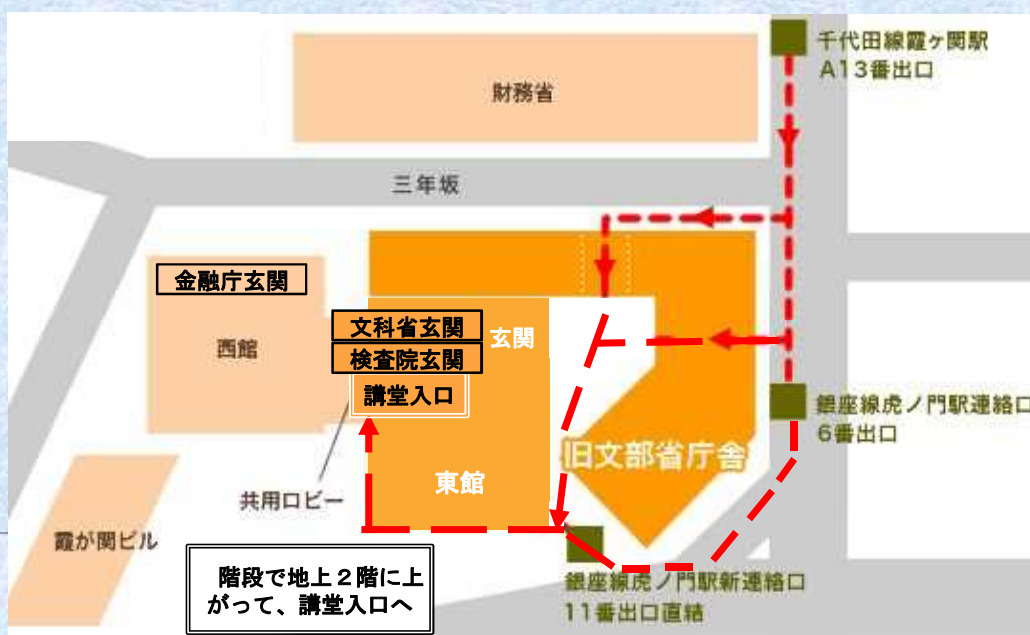 千代田線霞ヶ関駅
A13番出口
財務省
三年坂
金融庁玄関
文科省玄関
玄関
検査院玄関
西館
講堂入口
銀座線虎ノ門駅連絡口
6番出口
旧文部省庁舎
東館
共用ロビー
霞が関ビル
階段で地上2階に上
がって、講堂入口へ
銀座線虎ノ門駅新連絡口
11番出口直結